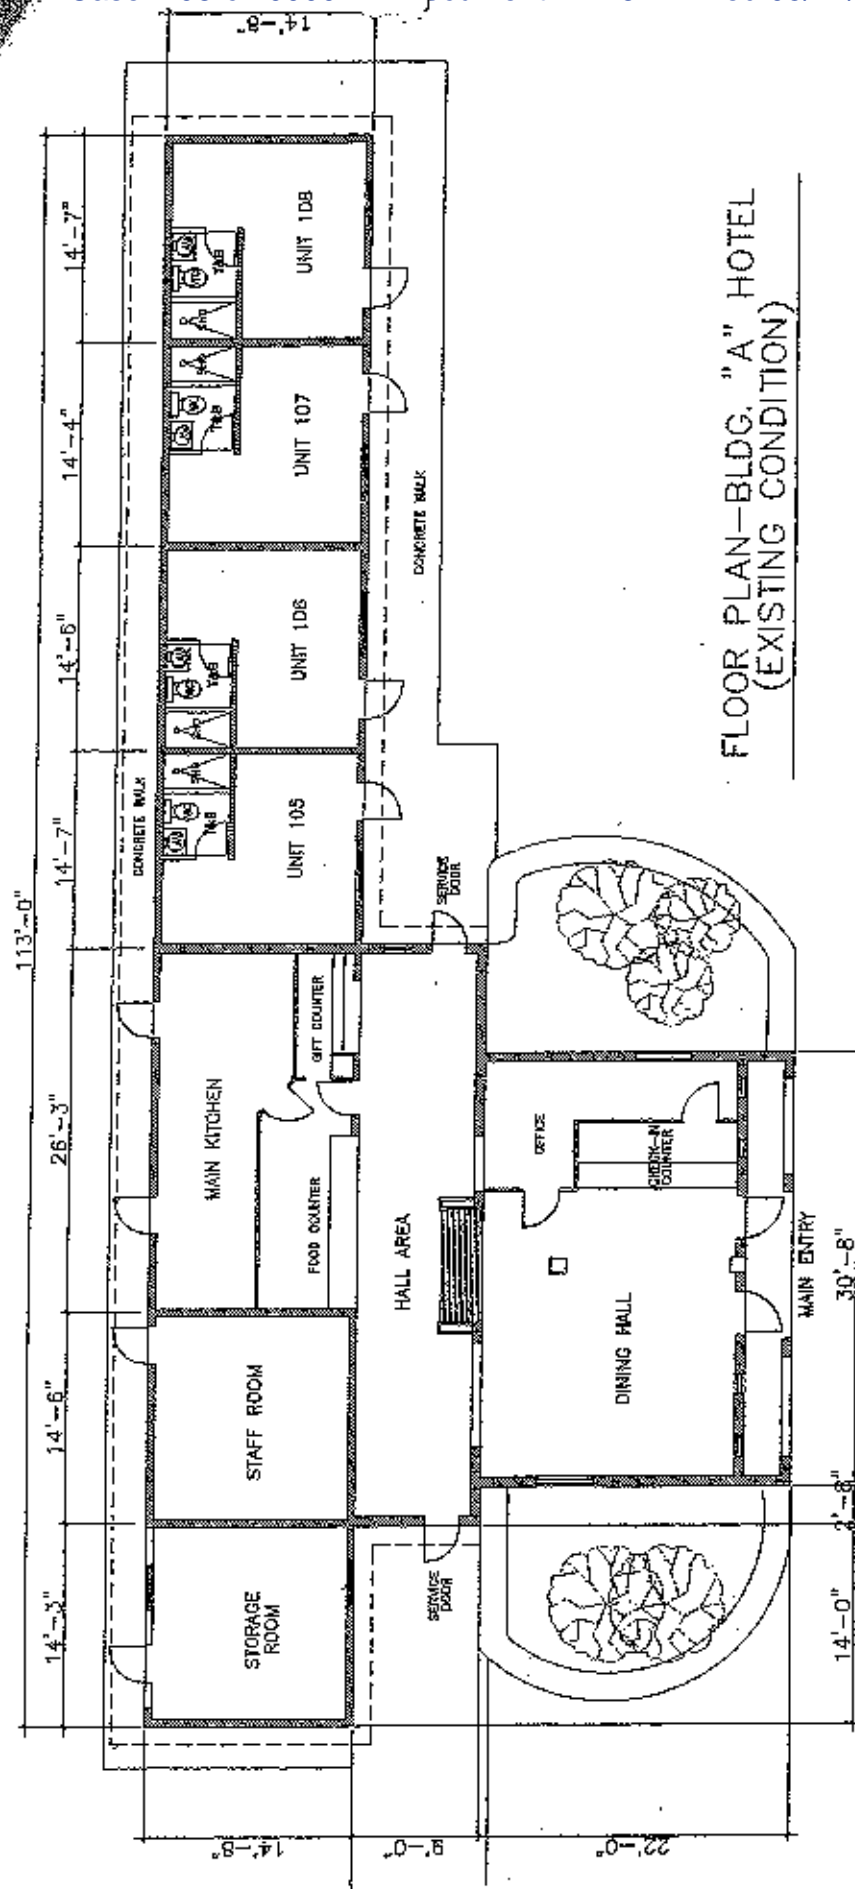 14'-8"
113'-0"
14'-3"
14'-6"
26'-3"
14'-7"
14'-6"
14'-4"
14'-7"
CONCRETE WALK
STORAGE
ROOM
STAFF ROOM
MAIN KITCHEN
FOOD COUNTER
GIFT COUNTER
UNIT 105
T&B
UNIT 106
T&B
UNIT 107
T&B
UNIT 108
T&B
HALL AREA
SERVICE
DOOR
SERVICE
DOOR
CONCRETE WALK
DINING HALL
OFFICE
CHECK-IN
COUNTER
MAIN ENTRY
14'-0"
2'-8"
30'-8"
14'-8"
9'-0"
22'-0"
FLOOR PLAN-BLDG. "A" HOTEL
(EXISTING CONDITION)